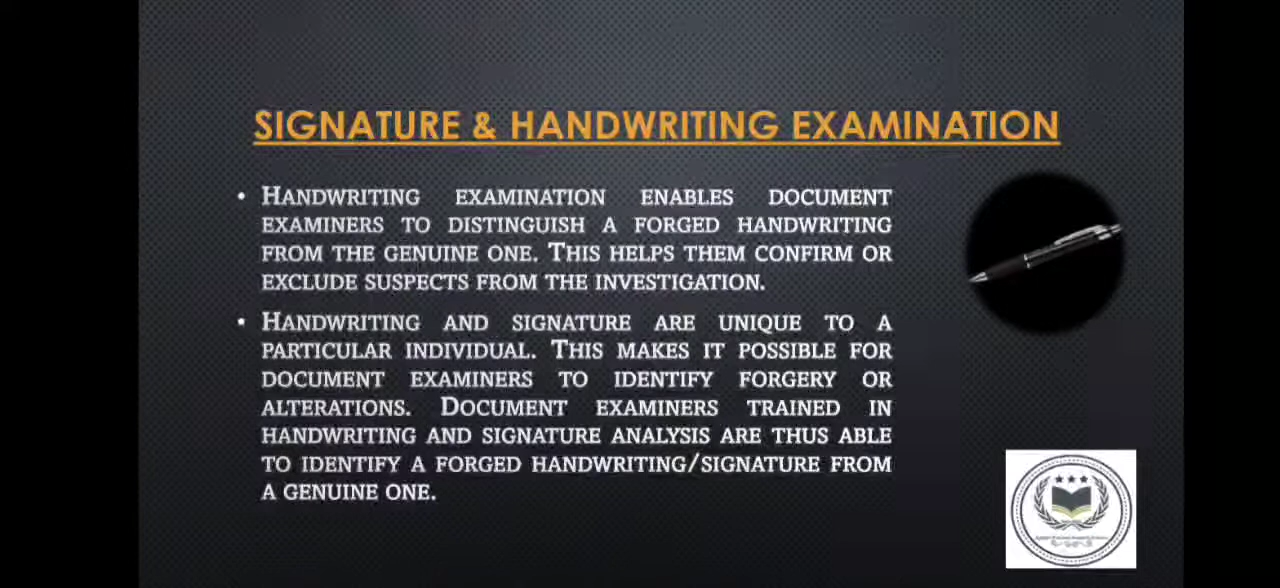 SIGNATURE & HANDWRITING EXAMINATION
• HANDWRITING EXAMINATION ENABLES DOCUMENT
EXAMINERS TO DISTINGUISH A FORGED HANDWRITING
FROM THE GENUINE ONE. THIS HELPS THEM CONFIRM OR
EXCLUDE SUSPECTS FROM THE INVESTIGATION.
• HANDWRITING AND SIGNATURE ARE UNIQUE TO A
PARTICULAR INDIVIDUAL. THIS MAKES IT POSSIBLE FOR
DOCUMENT EXAMINERS TO IDENTIFY FORGERY OR
ALTERATIONS. DOCUMENT EXAMINERS TRAINED IN
HANDWRITING AND SIGNATURE ANALYSIS ARE THUS ABLE
TO IDENTIFY A FORGED HANDWRITING/SIGNATURE FROM
A GENUINE ONE.